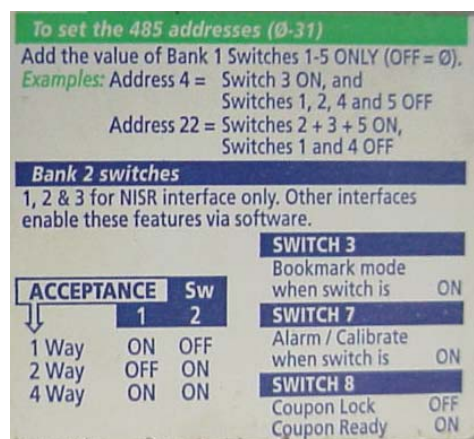 To set the 485 addresses (Ø-31)
Add the value of Bank 1 Switches 1-5 ONLY (OFF = Ø).
Examples: Address 4 = Switch 3 ON, and
Switches 1, 2, 4 and 5 OFF
Address 22 = Switches 2 + 3 + 5 ON,
Switches 1 and 4 OFF
Bank 2 switches
1, 2 & 3 for NISR interface only. Other interfaces
enable these features via software.
ACCEPTANCE Sw
1 2
1 Way ON OFF
2 Way OFF ON
4 Way ON ON
SWITCH 3
Bookmark mode
when switch is ON
SWITCH 7
Alarm / Calibrate
when switch is ON
SWITCH 8
Coupon Lock OFF
Coupon Ready ON